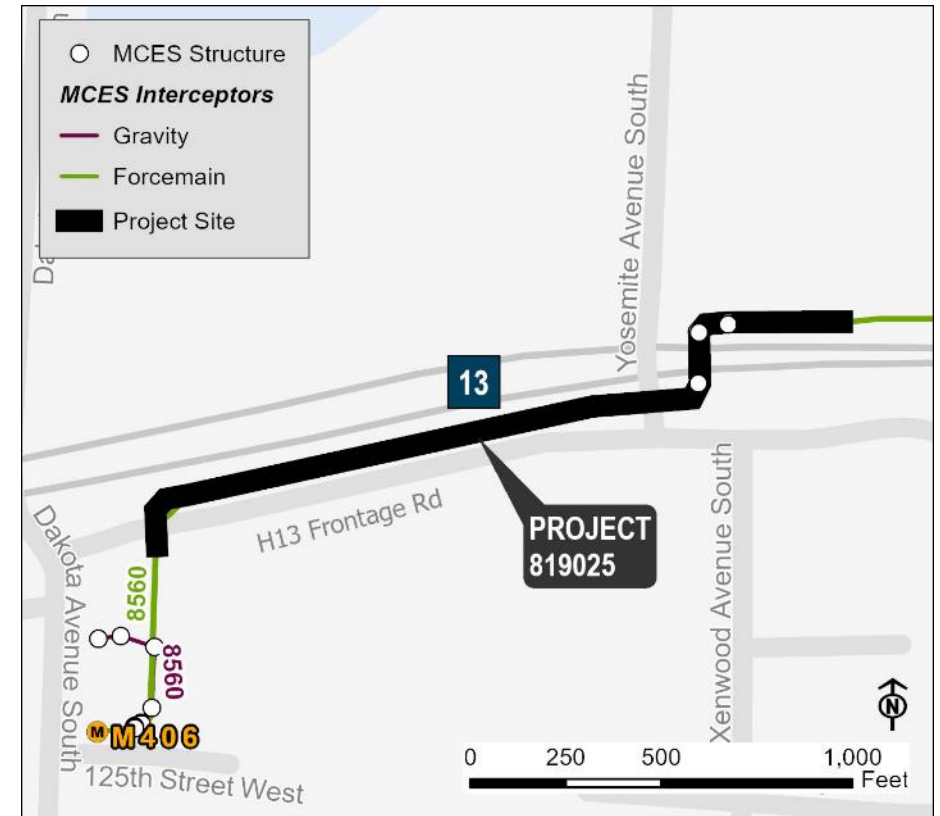 MCES Structure
MCES Interceptors
Gravity
Forcemain
Project Site
Yosemite Avenue South
13
H13 Frontage Rd
PROJECT
819025
Dakota Avenue South
8560
8560
M
M406
125th Street West
Xenwood Avenue South
N
0 250 500 1,000
Feet